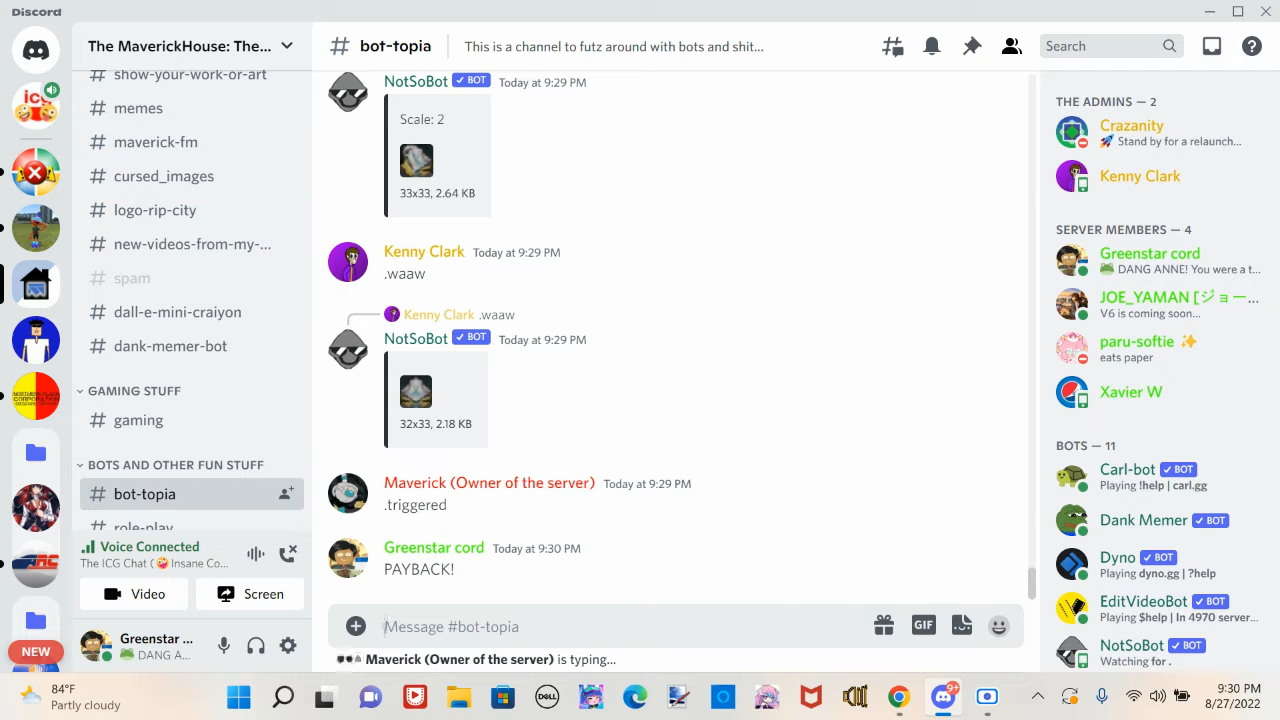 Discord
The MaverickHouse: The...
show-your-work-or-art
memes
maverick-fm
cursed_images
logo-rip-city
new-videos-from-my-...
spam
dall-e-mini-craiyon
dank-memer-bot
GAMING STUFF
gaming
BOTS AND OTHER FUN STUFF
bot-topia
role-play
Voice Connected
The ICG Chat (🤪 Insane Co...
Video
Screen
Greenstar ...
🐸 DANG A...
NEW
bot-topia
This is a channel to futz around with bots and shit...
Search
NotSoBot ✓ BOT Today at 9:29 PM
Scale: 2
33x33, 2.64 KB
Kenny Clark Today at 9:29 PM
.waaw
Kenny Clark .waaw
NotSoBot ✓ BOT Today at 9:29 PM
32x33, 2.18 KB
Maverick (Owner of the server) Today at 9:29 PM
.triggered
Greenstar cord Today at 9:30 PM
PAYBACK!
Message #bot-topia
GIF
Maverick (Owner of the server) is typing...
THE ADMINS — 2
Crazanity
🚀 Stand by for a relaunch...
Kenny Clark
SERVER MEMBERS — 4
Greenstar cord
🐸 DANG ANNE! You were a t...
JOE_YAMAN [ジョー...
V6 is coming soon...
paru-softie ✨
eats paper
Xavier W
BOTS — 11
Carl-bot ✓ BOT
Playing !help | carl.gg
Dank Memer ✓ BOT
Dyno ✓ BOT
Playing dyno.gg | ?help
EditVideoBot ✓ BOT
Playing $help | In 4970 server...
NotSoBot ✓ BOT
Watching for .
84°F
Partly cloudy
DELL
9+
9:30 PM
8/27/2022